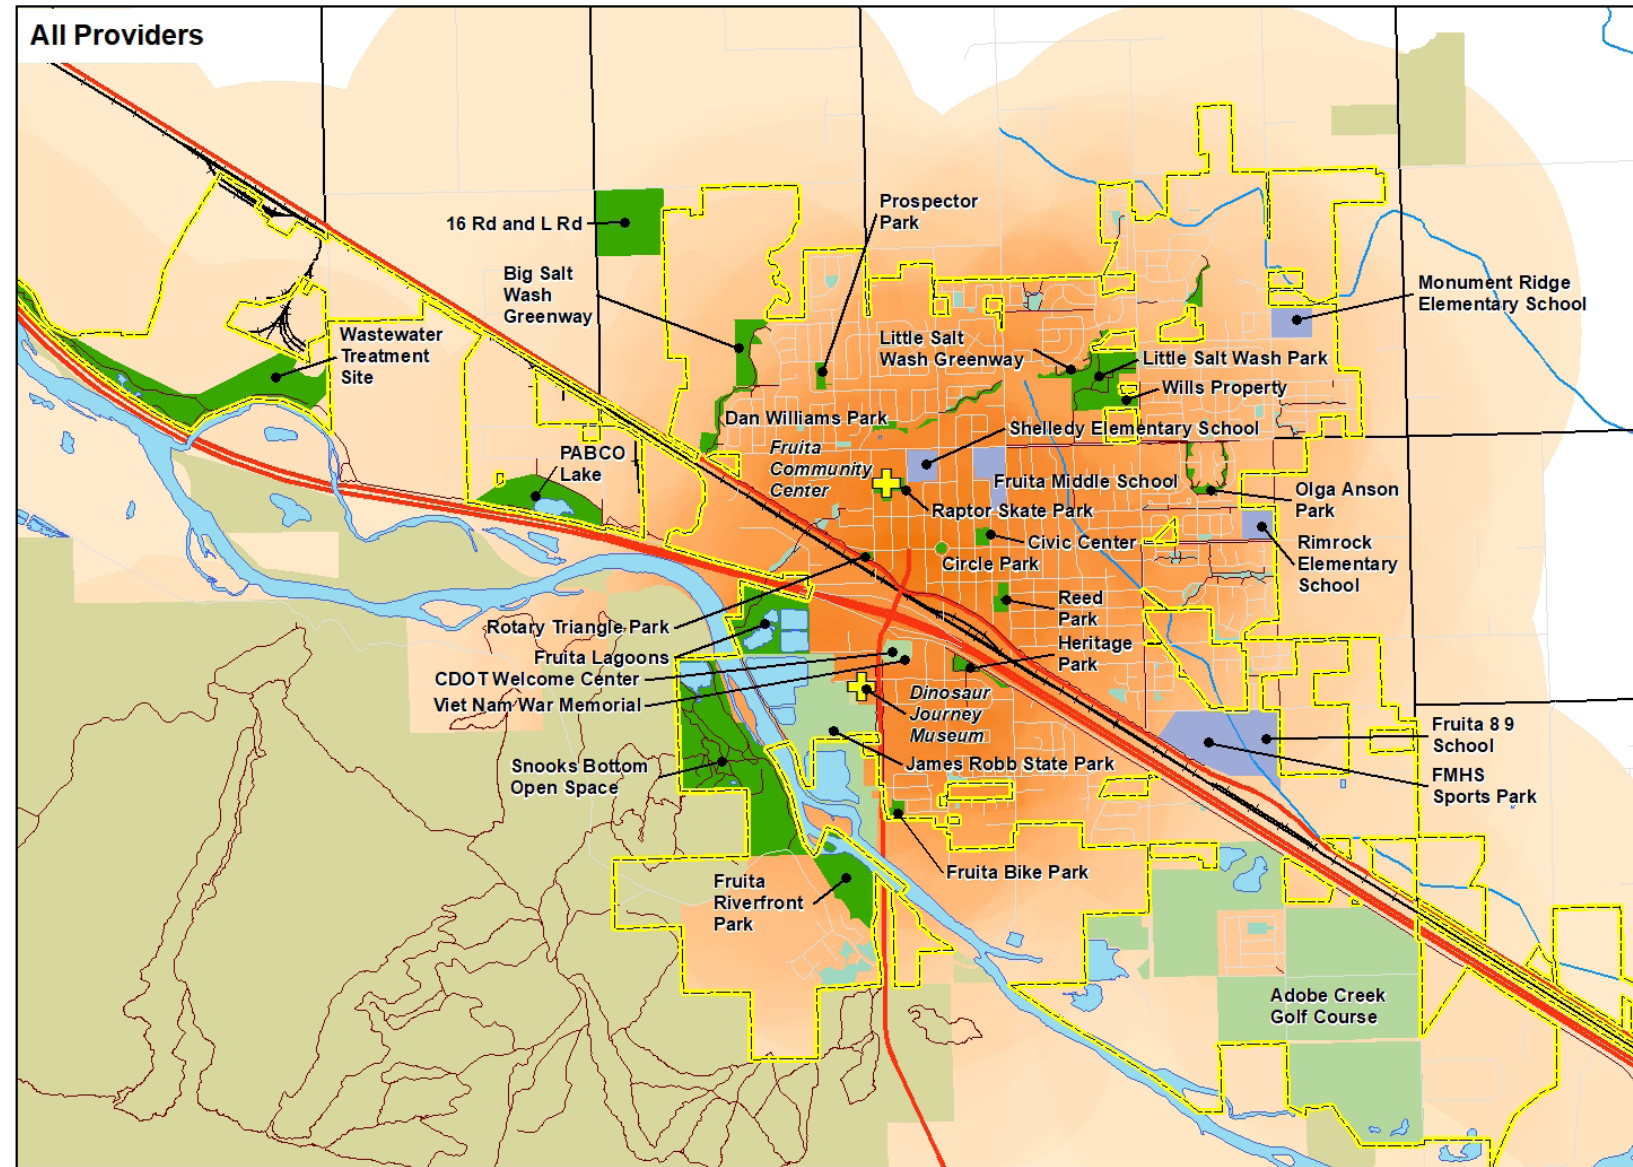 All Providers
Prospector
Park
16 Rd and L Rd
Big Salt
Wash
Greenway
Monument Ridge
Elementary School
Wastewater
Treatment
Site
Little Salt
Wash Greenway
Little Salt Wash Park
Wills Property
Dan Williams Park
Shelledy Elementary School
Fruita
Community
Center
PABCO
Lake
Fruita Middle School
Olga Anson
Park
Raptor Skate Park
Civic Center
Rimrock
Elementary
School
Circle Park
Reed
Park
Rotary Triangle Park
Heritage
Park
Fruita Lagoons
CDOT Welcome Center
Viet Nam War Memorial
Dinosaur
Journey
Museum
Fruita 8 9
School
Snooks Bottom
Open Space
James Robb State Park
FMHS
Sports Park
Fruita Bike Park
Fruita
Riverfront
Park
Adobe Creek
Golf Course